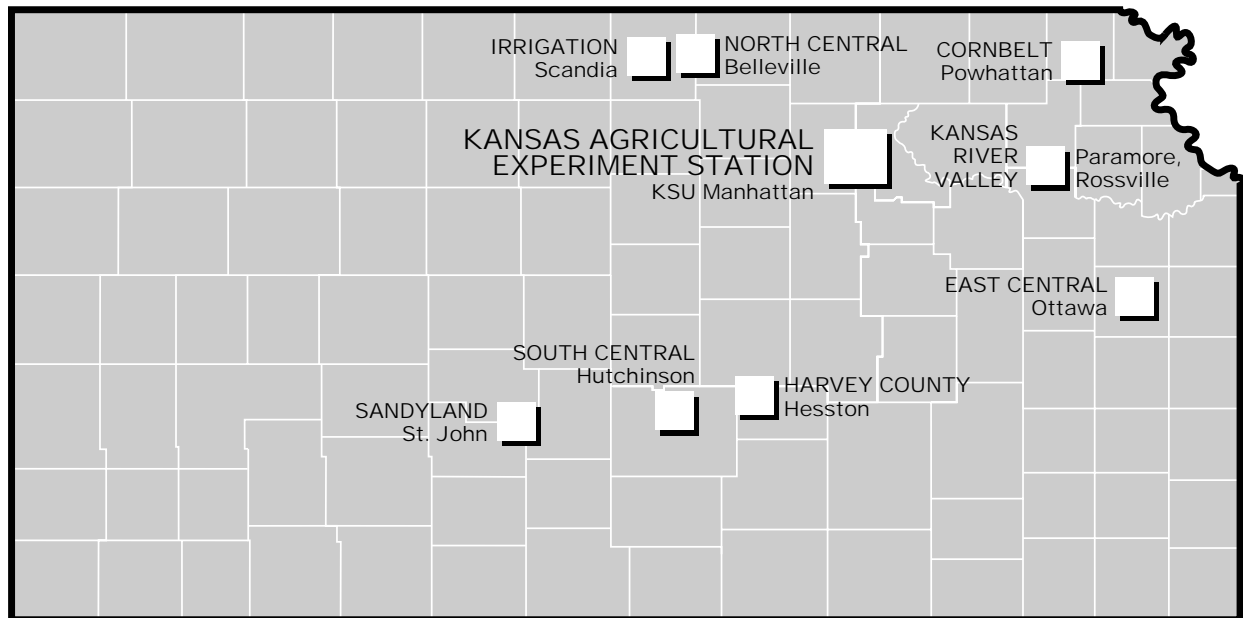 IRRIGATION
Scandia
NORTH CENTRAL
Belleville
CORNBELT
Powhattan
KANSAS AGRICULTURAL
EXPERIMENT STATION
KSU Manhattan
KANSAS
RIVER
VALLEY
Paramore,
Rossville
EAST CENTRAL
Ottawa
SOUTH CENTRAL
Hutchinson
HARVEY COUNTY
Hesston
SANDYLAND
St. John